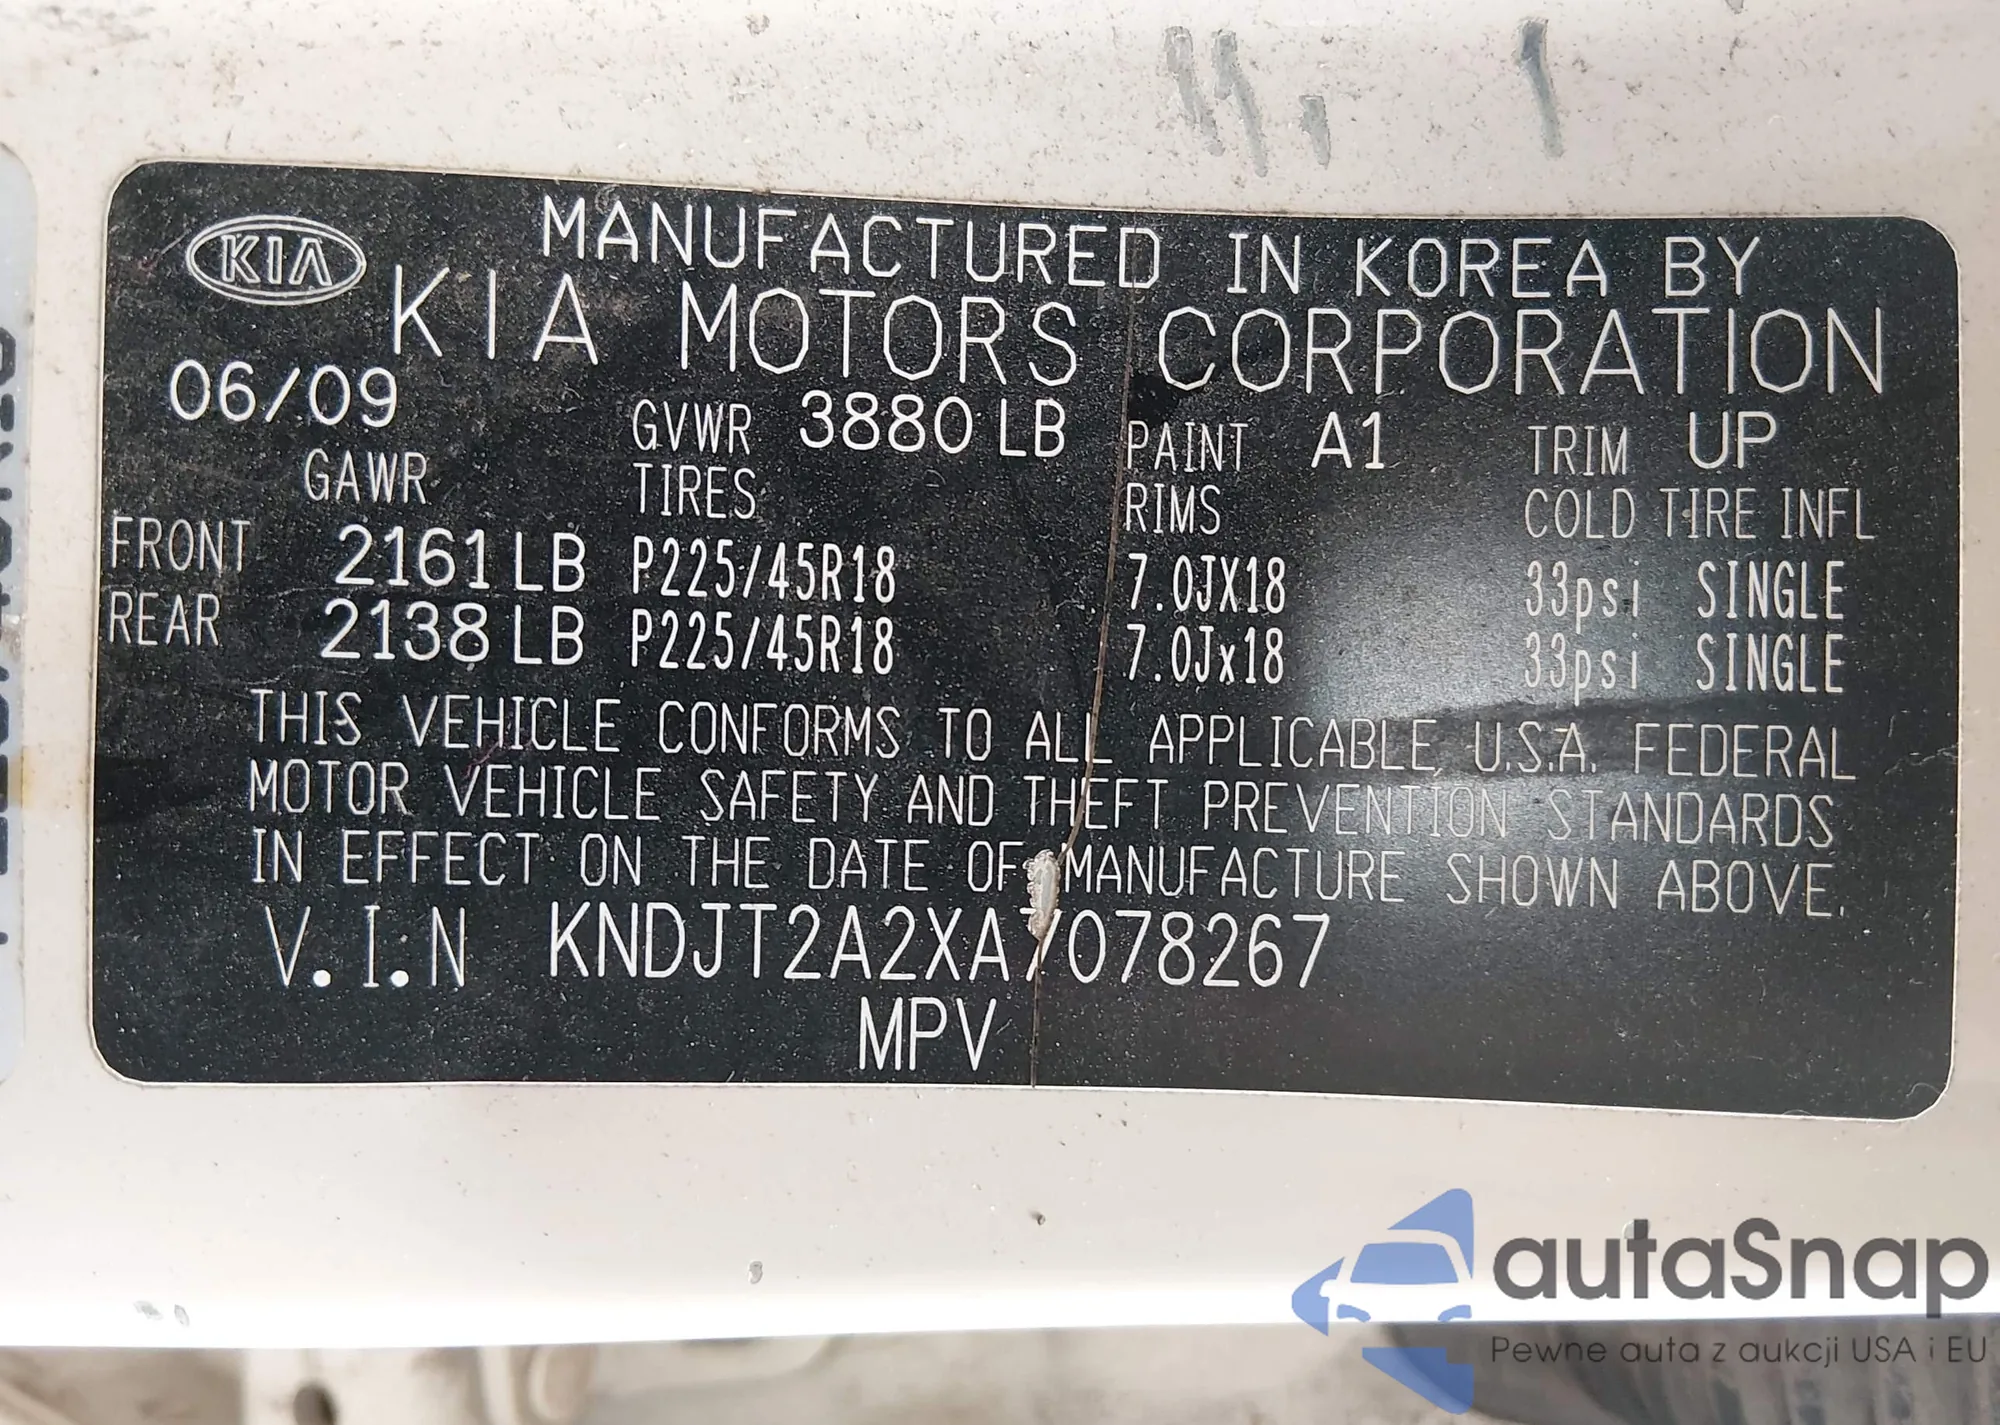 11. 1
KIA
MANUFACTURED IN KOREA BY
KIA MOTORS CORPORATION
06/09
GVWR 3880 LB PAINT A1 TRIM UP
GAWR TIRES RIMS COLD TIRE INFL
FRONT 2161 LB P225/45R18 7.0JX18 33psi SINGLE
REAR 2138 LB P225/45R18 7.0Jx18 33psi SINGLE
THIS VEHICLE CONFORMS TO ALL APPLICABLE U.S.A. FEDERAL
MOTOR VEHICLE SAFETY AND THEFT PREVENTION STANDARDS
IN EFFECT ON THE DATE OF MANUFACTURE SHOWN ABOVE.
V.I.N KNDJT2A2XA7078267
MPV
autaSnap
Pewne auta z aukcji USA i EU